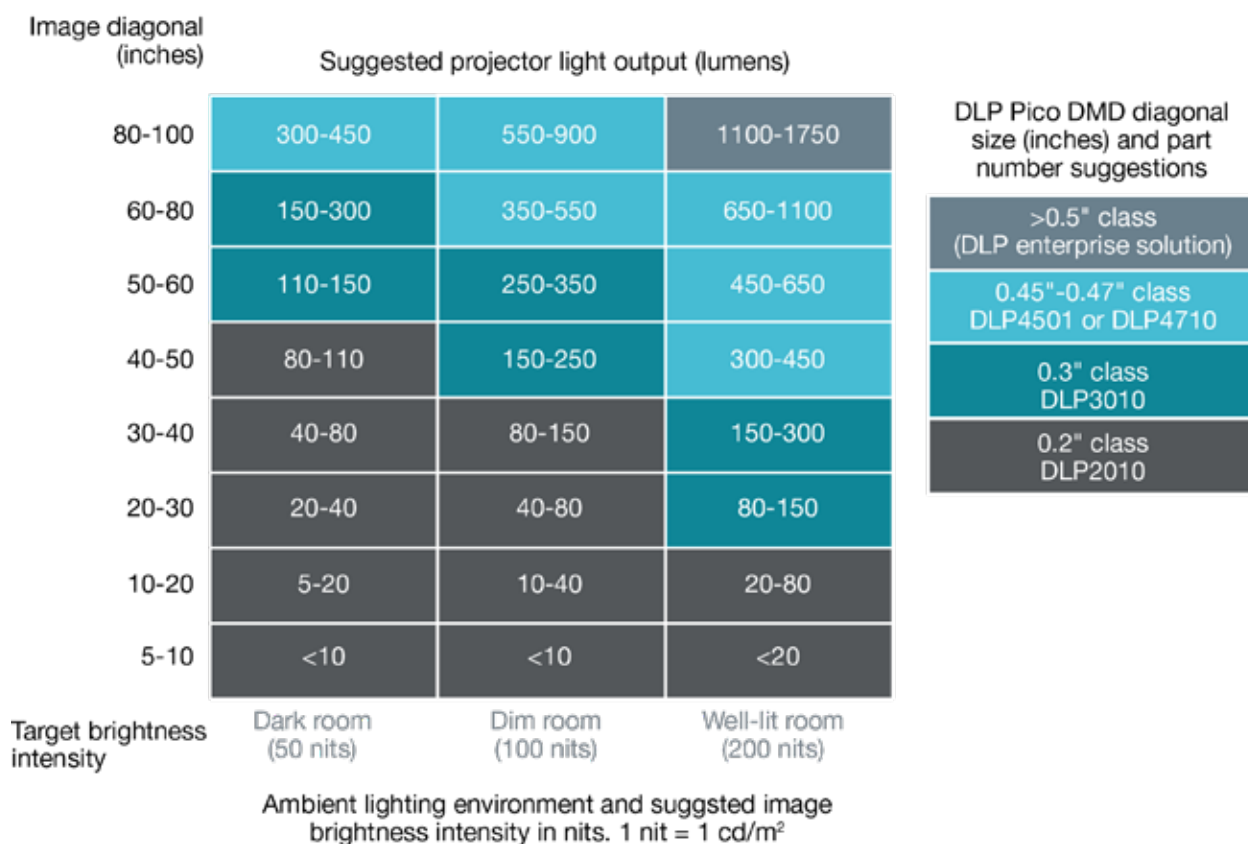 Image diagonal
(inches)
Suggested projector light output (lumens)
80-100 300-450 550-900 1100-1750
60-80 150-300 350-550 650-1100
50-60 110-150 250-350 450-650
40-50 80-110 150-250 300-450
30-40 40-80 80-150 150-300
20-30 20-40 40-80 80-150
10-20 5-20 10-40 20-80
5-10 <10 <10 <20
Target brightness
intensity
Dark room Dim room Well-lit room
(50 nits) (100 nits) (200 nits)
Ambient lighting environment and suggsted image
brightness intensity in nits. 1 nit = 1 cd/m²
DLP Pico DMD diagonal
size (inches) and part
number suggestions
>0.5" class
(DLP enterprise solution)
0.45"-0.47" class
DLP4501 or DLP4710
0.3" class
DLP3010
0.2" class
DLP2010